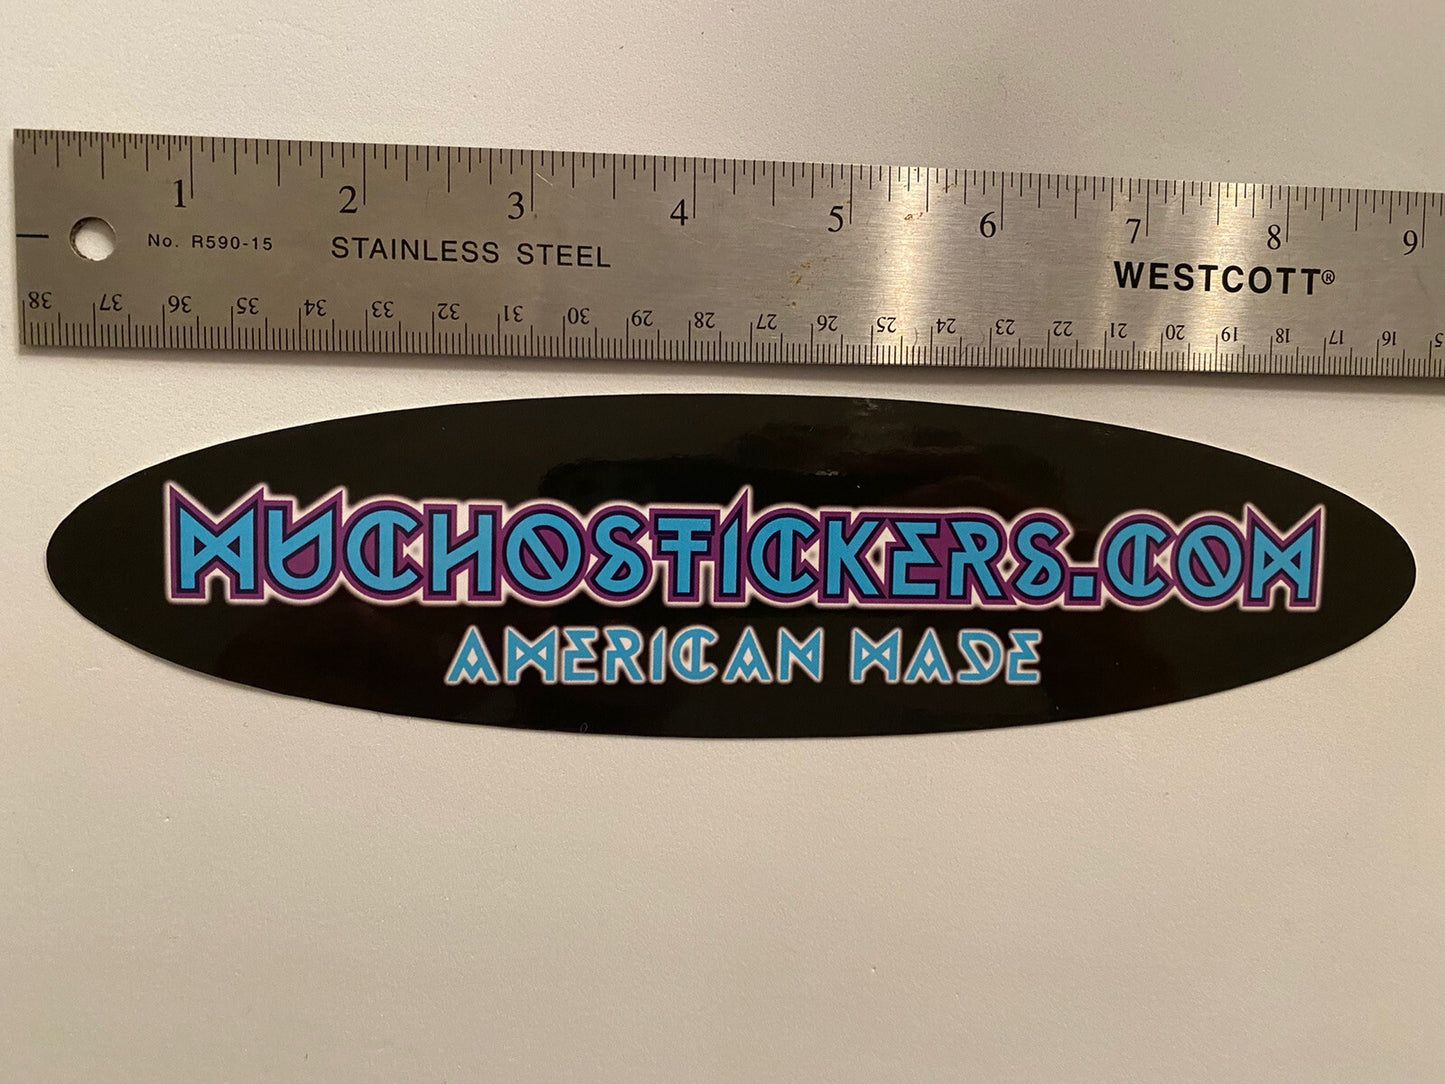 1 2 3 4 5 6 7 8 9
No. R590-15 STAINLESS STEEL WESTCOTT®
38 37 36 35 34 33 32 31 30 29 28 27 26 25 24 23 22 21 20 19 18 17 16
MUCHOSTICKERS.COM
AMERICAN MADE